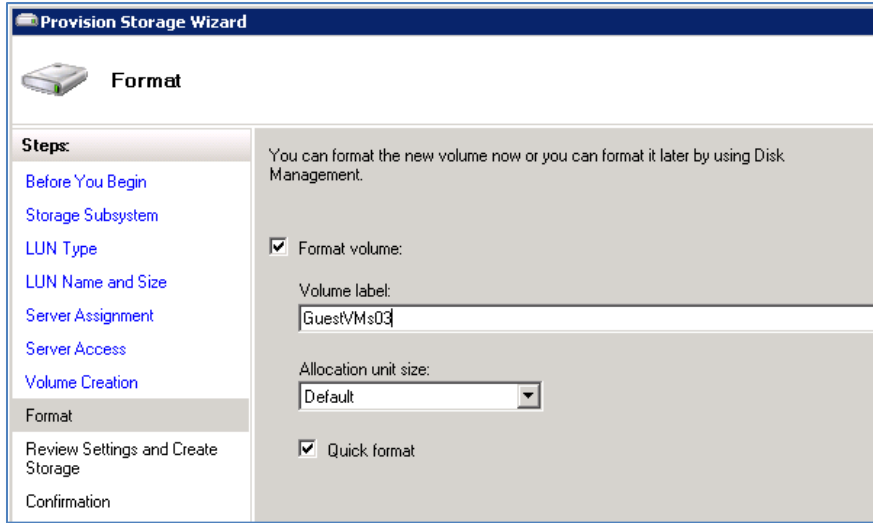 Provision Storage Wizard
Format
Steps:
Before You Begin
Storage Subsystem
LUN Type
LUN Name and Size
Server Assignment
Server Access
Volume Creation
Format
Review Settings and Create
Storage
Confirmation
You can format the new volume now or you can format it later by using Disk
Management.
Format volume:
Volume label:
GuestVMs03
Allocation unit size:
Default
Quick format